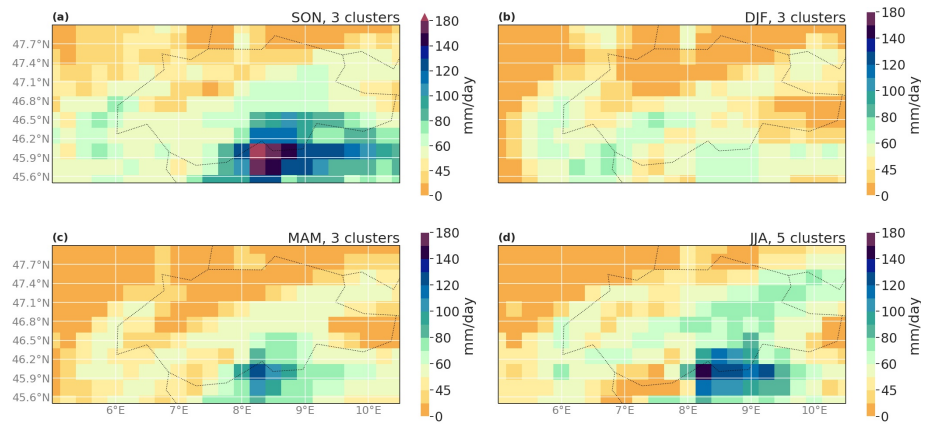 (a) SON, 3 clusters
47.7°N
47.4°N
47.1°N
46.8°N
46.5°N
46.2°N
45.9°N
45.6°N
180
140
120
100
80
60
45
0
mm/day
(b) DJF, 3 clusters
180
140
120
100
80
60
45
0
mm/day
(c) MAM, 3 clusters
47.7°N
47.4°N
47.1°N
46.8°N
46.5°N
46.2°N
45.9°N
45.6°N
6°E 7°E 8°E 9°E 10°E
180
140
120
100
80
60
45
0
mm/day
(d) JJA, 5 clusters
6°E 7°E 8°E 9°E 10°E
180
140
120
100
80
60
45
0
mm/day